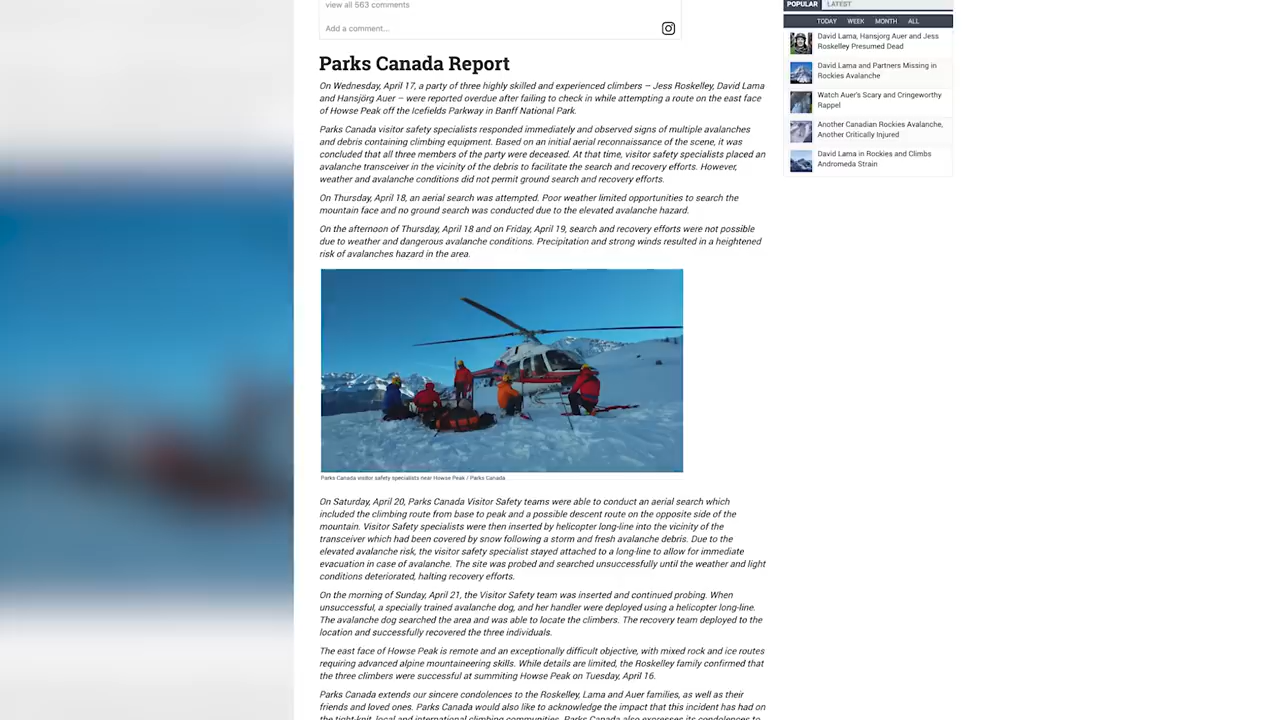 view all 563 comments
Add a comment...
Parks Canada Report
On Wednesday, April 17, a party of three highly skilled and experienced climbers – Jess Roskelley, David Lama
and Hansjörg Auer – were reported overdue after failing to check in while attempting a route on the east face
of Howse Peak off the Icefields Parkway in Banff National Park.
Parks Canada visitor safety specialists responded immediately and observed signs of multiple avalanches
and debris containing climbing equipment. Based on an initial aerial reconnaissance of the scene, it was
concluded that all three members of the party were deceased. At that time, visitor safety specialists placed an
avalanche transceiver in the vicinity of the debris to facilitate the search and recovery efforts. However,
weather and avalanche conditions did not permit ground search and recovery efforts.
On Thursday, April 18, an aerial search was attempted. Poor weather limited opportunities to search the
mountain face and no ground search was conducted due to the elevated avalanche hazard.
On the afternoon of Thursday, April 18 and on Friday, April 19, search and recovery efforts were not possible
due to weather and dangerous avalanche conditions. Precipitation and strong winds resulted in a heightened
risk of avalanches hazard in the area.
Parks Canada visitor safety specialists near Howse Peak / Parks Canada
On Saturday, April 20, Parks Canada Visitor Safety teams were able to conduct an aerial search which
included the climbing route from base to peak and a possible descent route on the opposite side of the
mountain. Visitor Safety specialists were then inserted by helicopter long-line into the vicinity of the
transceiver which had been covered by snow following a storm and fresh avalanche debris. Due to the
elevated avalanche risk, the visitor safety specialist stayed attached to a long-line to allow for immediate
evacuation in case of avalanche. The site was probed and searched unsuccessfully until the weather and light
conditions deteriorated, halting recovery efforts.
On the morning of Sunday, April 21, the Visitor Safety team was inserted and continued probing. When
unsuccessful, a specially trained avalanche dog, and her handler were deployed using a helicopter long-line.
The avalanche dog searched the area and was able to locate the climbers. The recovery team deployed to the
location and successfully recovered the three individuals.
The east face of Howse Peak is remote and an exceptionally difficult objective, with mixed rock and ice routes
requiring advanced alpine mountaineering skills. While details are limited, the Roskelley family confirmed that
the three climbers were successful at summiting Howse Peak on Tuesday, April 16.
Parks Canada extends our sincere condolences to the Roskelley, Lama and Auer families, as well as their
friends and loved ones. Parks Canada would also like to acknowledge the impact that this incident has had on
the tight-knit, local and international climbing communities. Parks Canada also expresses its condolences to
POPULAR LATEST
TODAY WEEK MONTH ALL
David Lama, Hansjorg Auer and Jess
Roskelley Presumed Dead
David Lama and Partners Missing in
Rockies Avalanche
Watch Auer's Scary and Cringeworthy
Rappel
Another Canadian Rockies Avalanche,
Another Critically Injured
David Lama in Rockies and Climbs
Andromeda Strain